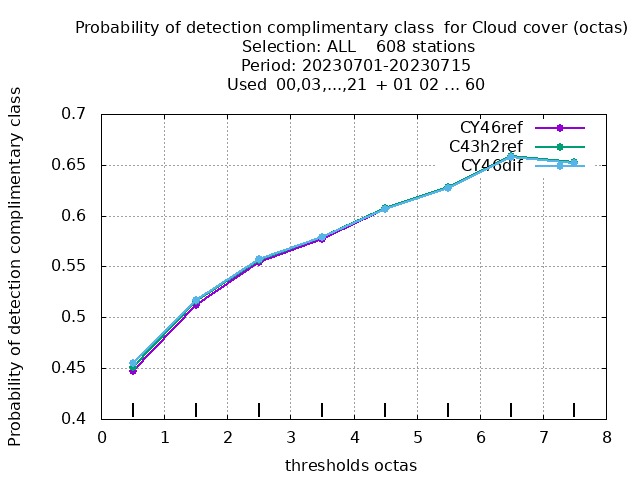 Probability of detection complimentary class  for Cloud cover (octas)
Selection: ALL    608 stations
Period: 20230701-20230715
Used  00,03,...,21  + 01 02 ... 60
Probability of detection complimentary class
0.7
0.65
0.6
0.55
0.5
0.45
0.4
CY46ref
C43h2ref
CY46dif
0 1 2 3 4 5 6 7 8
thresholds octas